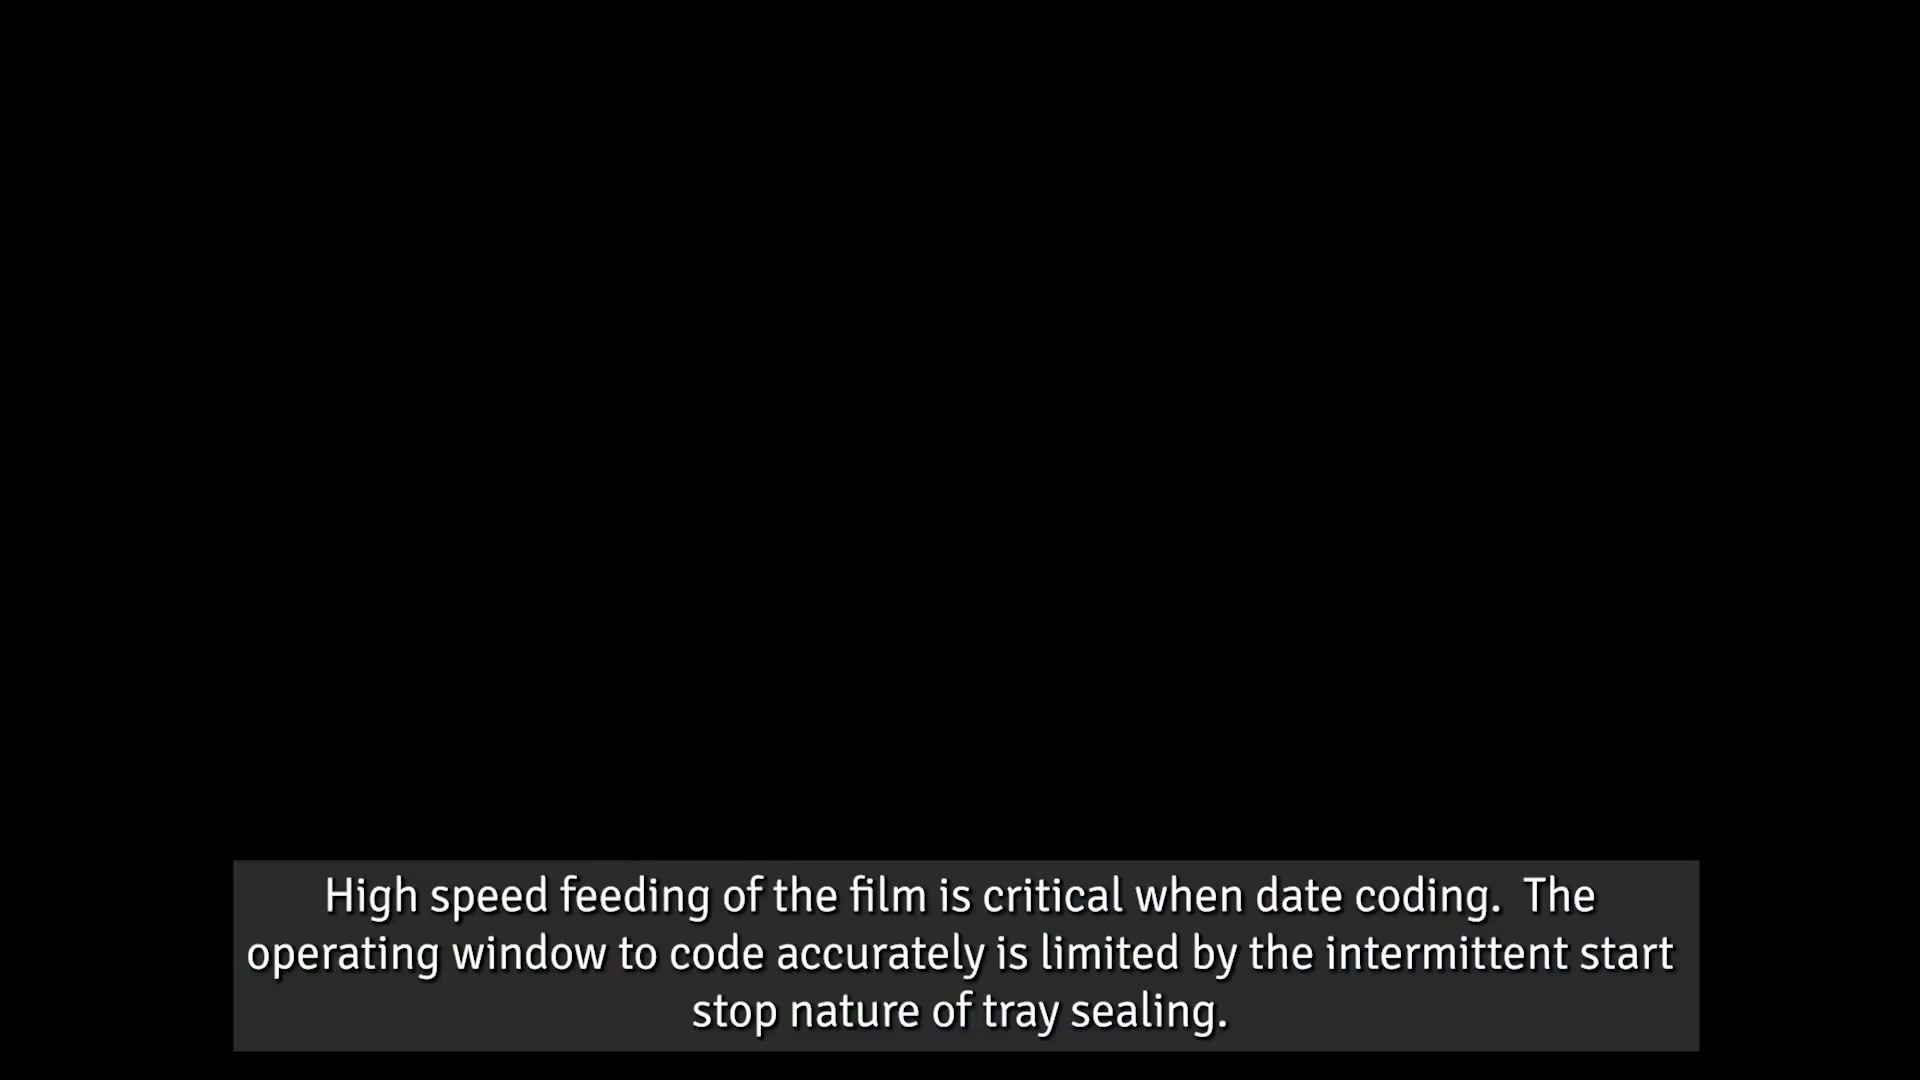 High speed feeding of the film is critical when date coding.  The
operating window to code accurately is limited by the intermittent start
stop nature of tray sealing.